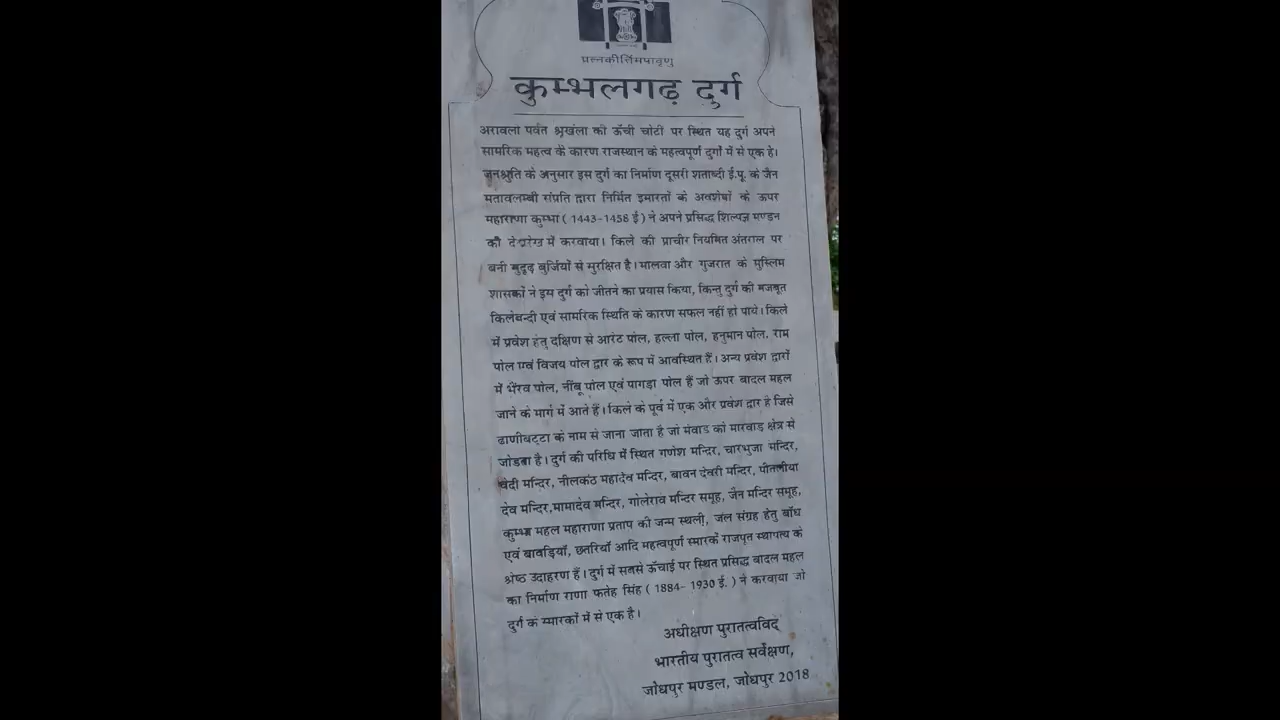 प्रत्नकीर्तिमपावृणु
कुम्भलगढ़ दुर्ग
अरावली पर्वत श्रृखंला की ऊँची चोटी पर स्थित यह दुर्ग अपने
सामरिक महत्व के कारण राजस्थान के महत्वपूर्ण दुर्गों में से एक है।
जनश्रुति के अनुसार इस दुर्ग का निर्माण दूसरी शताब्दी ई.पू. के जैन
मतावलम्बी संप्रति द्वारा निर्मित इमारतों के अवशेषों के ऊपर
महाराणा कुम्भा ( 1443-1458 ई ) ने अपने प्रसिद्ध शिल्पज्ञ मण्डन
की देखरेख में करवाया। किले की प्राचीर नियमित अंतराल पर
बनी सुदृढ़ बुर्जियों से सुरक्षित है। मालवा और गुजरात के मुस्लिम
शासकों ने इस दुर्ग को जीतने का प्रयास किया, किन्तु दुर्ग की मजबूत
किलेबन्दी एवं सामरिक स्थिति के कारण सफल नहीं हो पाये। किले
में प्रवेश हेतु दक्षिण से आरेट पोल, हल्ला पोल, हनुमान पोल, राम
पोल एवं विजय पोल द्वार के रूप में आवस्थित हैं। अन्य प्रवेश द्वारों
में भैंरव पोल, नींबू पोल एवं पागड़ा पोल हैं जो ऊपर बादल महल
जाने के मार्ग में आते हैं। किले के पूर्व में एक और प्रवेश द्वार है जिसे
ढाणीबट्टा के नाम से जाना जाता है जो मेवाड को मारवाड़ क्षेत्र से
जोडता है। दुर्ग की परिधि में स्थित गणेश मन्दिर, चारभुजा मन्दिर,
वेदी मन्दिर, नीलकंठ महादेव मन्दिर, बावन देवरी मन्दिर, पीतलीया
देव मन्दिर,मामादेव मन्दिर, गोलेराव मन्दिर समूह, जैन मन्दिर समूह,
कुम्भा महल महाराणा प्रताप की जन्म स्थली, जल संग्रह हेतु बाँध
एवं बावड़ियाँ, छतरियाँ आदि महत्वपूर्ण स्मारकें राजपूत स्थापत्य के
श्रेष्ठ उदाहरण हैं। दुर्ग में सबसे ऊँचाई पर स्थित प्रसिद्ध बादल महल
का निर्माण राणा फतेह सिंह ( 1884- 1930 ई. ) ने करवाया जो
दुर्ग के स्मारकों में से एक है।
अधीक्षण पुरातत्वविद्
भारतीय पुरातत्व सर्वेक्षण,
जोधपुर मण्डल, जोधपुर 2018